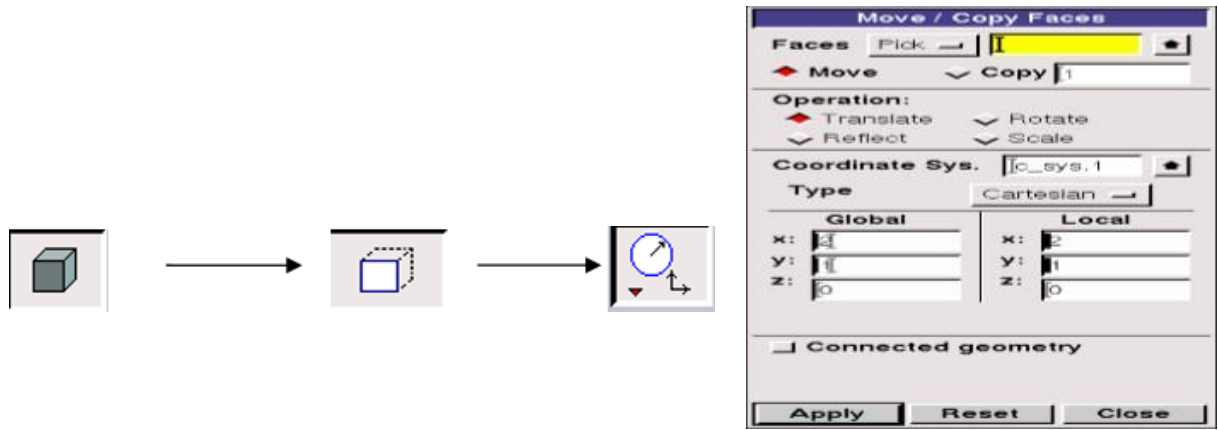 Move / Copy Faces
Faces Pick
Move Copy 1
Operation:
Translate Rotate
Reflect Scale
Coordinate Sys. c_sys.1
Type Cartesian
Global Local
x: 2 x: 2
y: 1 y: 1
z: 0 z: 0
Connected geometry
Apply Reset Close